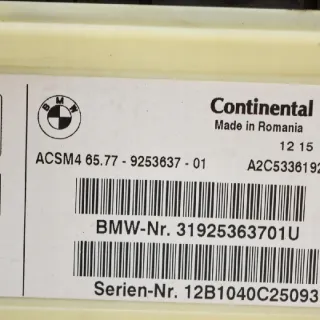 BMW
Continental
Made in Romania
12 15
ACSM4 65.77 - 9253637 - 01 A2C5336192
BMW-Nr. 31925363701U
Serien-Nr. 12B1040C25093